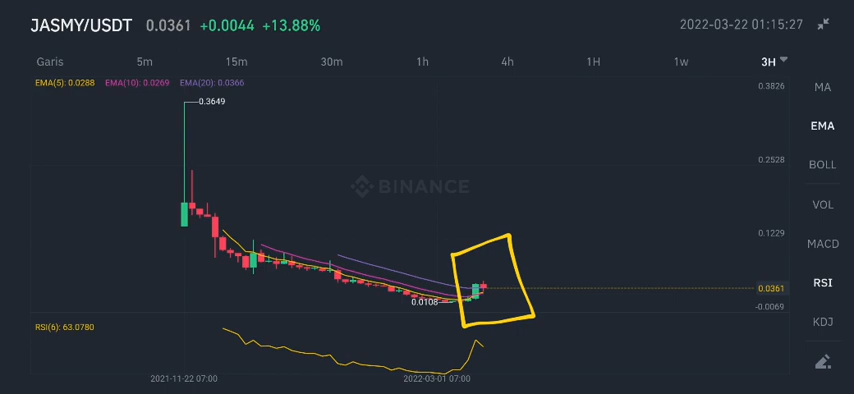 JASMY/USDT 0.0361 +0.0044 +13.88% 2022-03-22 01:15:27
Garis 5m 15m 30m 1h 4h 1H 1w 3H
EMA(5): 0.0288 EMA(10): 0.0269 EMA(20): 0.0366
0.3826
0.3649
0.2528
BINANCE
0.1229
0.0361
0.0108
-0.0069
RSI(6): 63.0780
2021-11-22 07:00 2022-03-01 07:00
MA
EMA
BOLL
VOL
MACD
RSI
KDJ